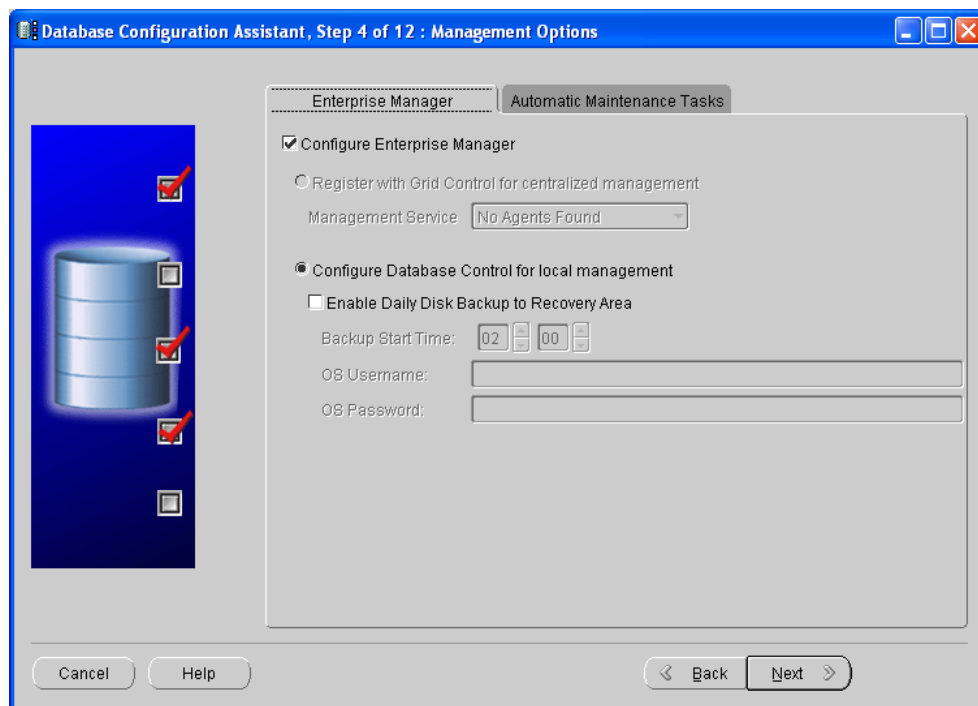 Database Configuration Assistant, Step 4 of 12 : Management Options
Enterprise Manager
Automatic Maintenance Tasks
Configure Enterprise Manager
Register with Grid Control for centralized management
Management Service No Agents Found
Configure Database Control for local management
Enable Daily Disk Backup to Recovery Area
Backup Start Time: 02 00
OS Username:
OS Password:
Cancel
Help
Back
Next